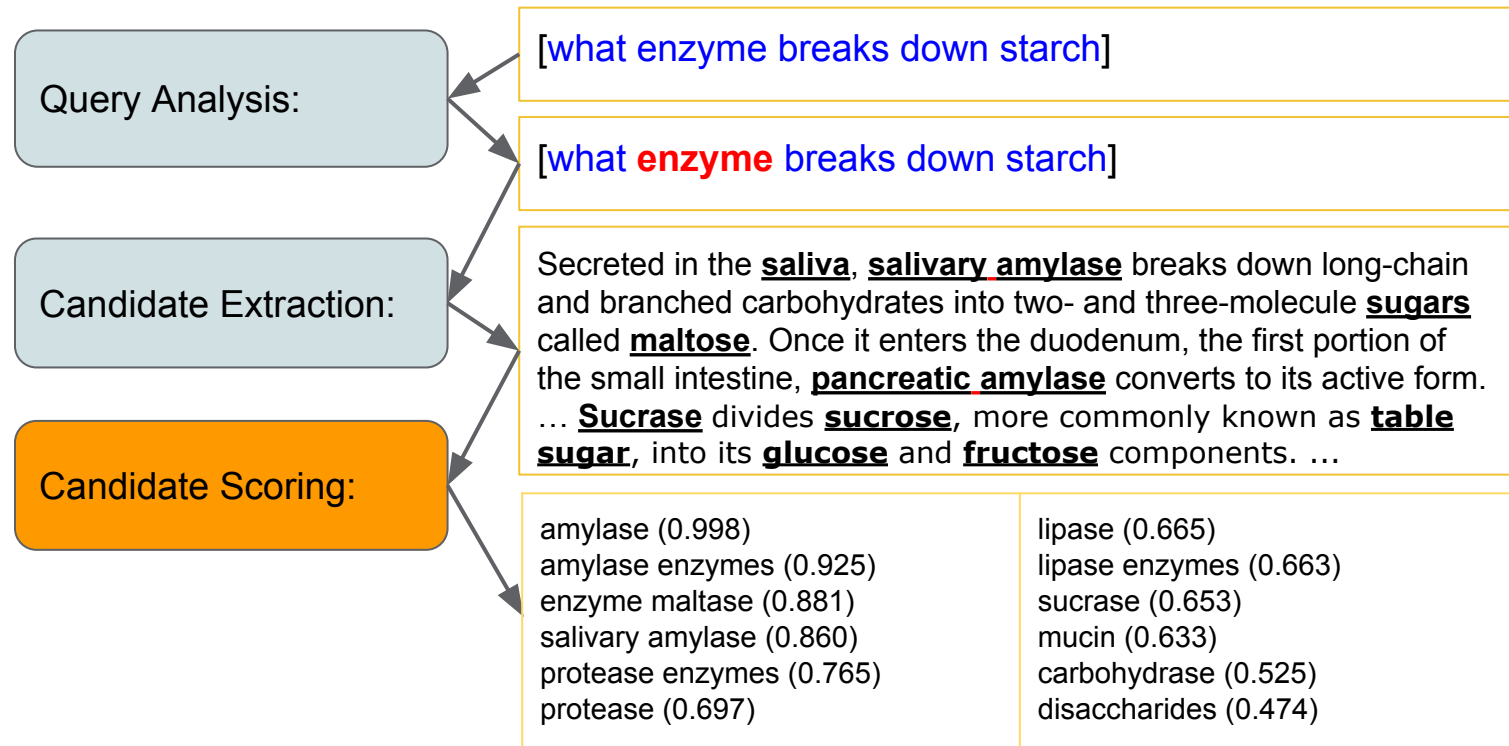 Query Analysis:
[what enzyme breaks down starch]
[what enzyme breaks down starch]
Candidate Extraction:
Secreted in the saliva, salivary amylase breaks down long-chain
and branched carbohydrates into two- and three-molecule sugars
called maltose. Once it enters the duodenum, the first portion of
the small intestine, pancreatic amylase converts to its active form.
… Sucrase divides sucrose, more commonly known as table
sugar, into its glucose and fructose components. …
Candidate Scoring:
amylase (0.998)
amylase enzymes (0.925)
enzyme maltase (0.881)
salivary amylase (0.860)
protease enzymes (0.765)
protease (0.697)
lipase (0.665)
lipase enzymes (0.663)
sucrase (0.653)
mucin (0.633)
carbohydrase (0.525)
disaccharides (0.474)